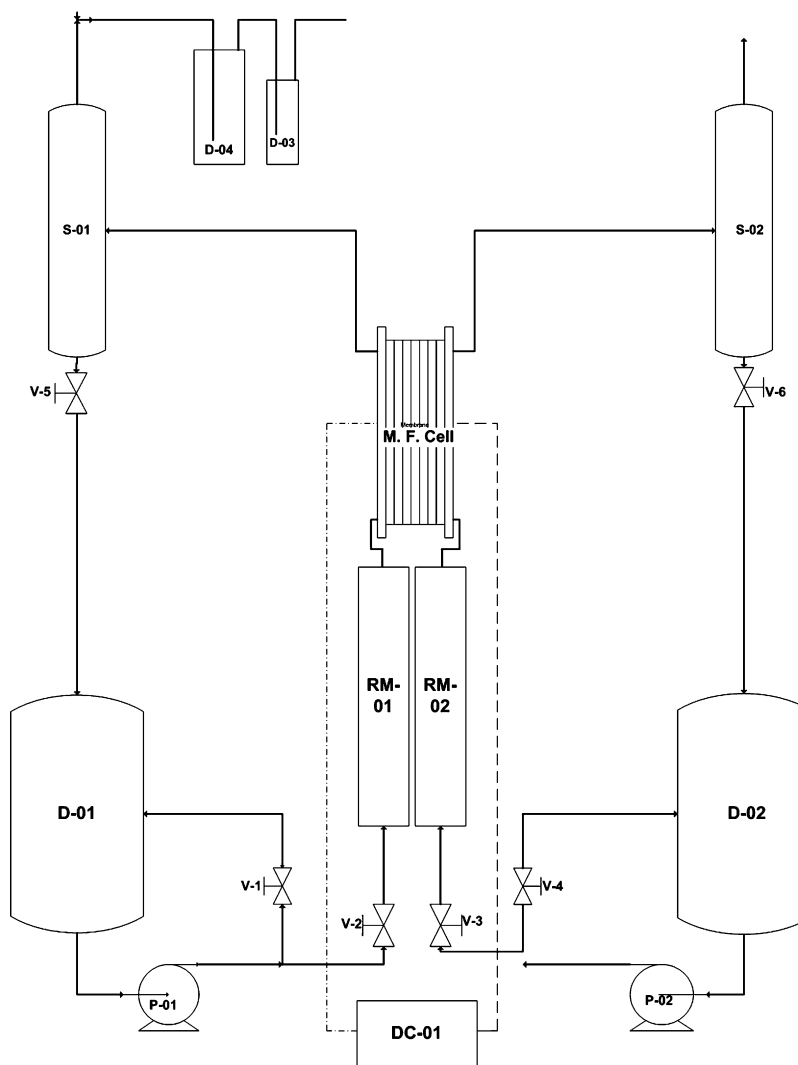 D-04
D-03
S-01
S-02
V-5
V-6
Membrane
M. F. Cell
RM-
01
RM-
02
D-01
D-02
V-1
V-4
V-2
V-3
P-01
P-02
DC-01